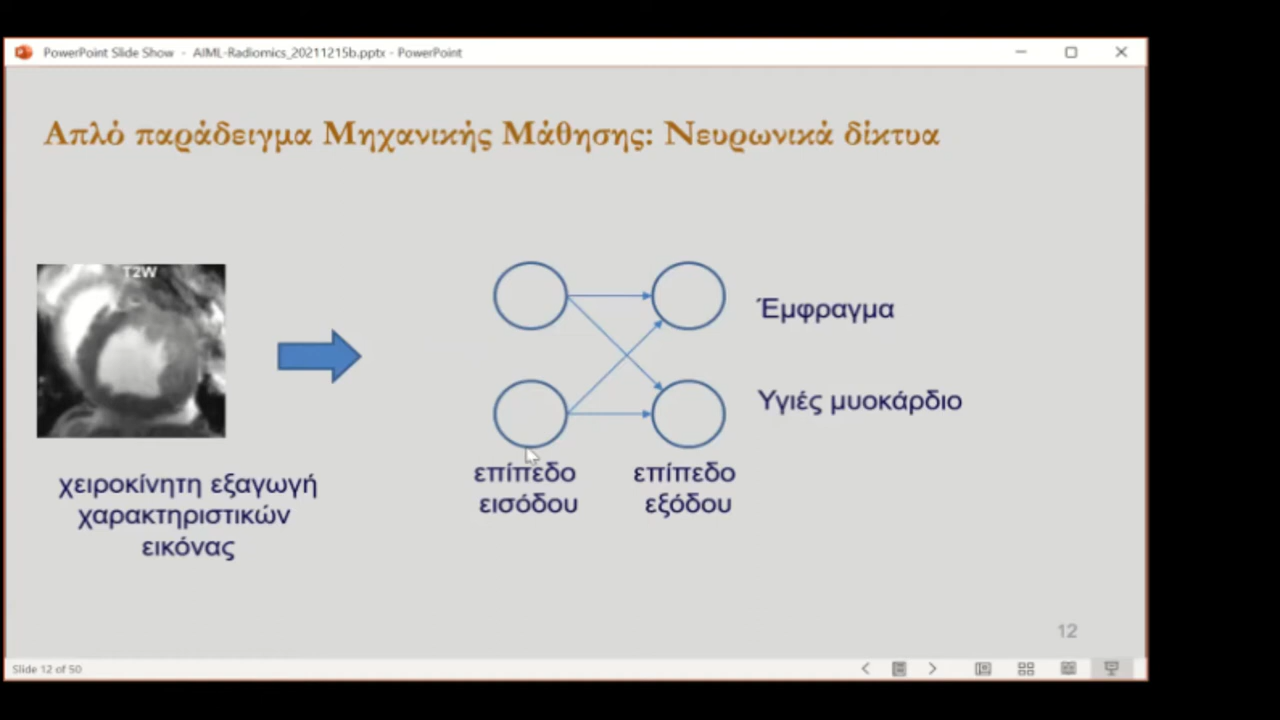 PowerPoint Slide Show - AIML-Radiomics_20211215b.pptx - PowerPoint
Απλό παράδειγμα Μηχανικής Μάθησης: Νευρωνικά δίκτυα
T2W
Έμφραγμα
Υγιές μυοκάρδιο
επίπεδο
εισόδου
επίπεδο
εξόδου
χειροκίνητη εξαγωγή
χαρακτηριστικών
εικόνας
12
Slide 12 of 50